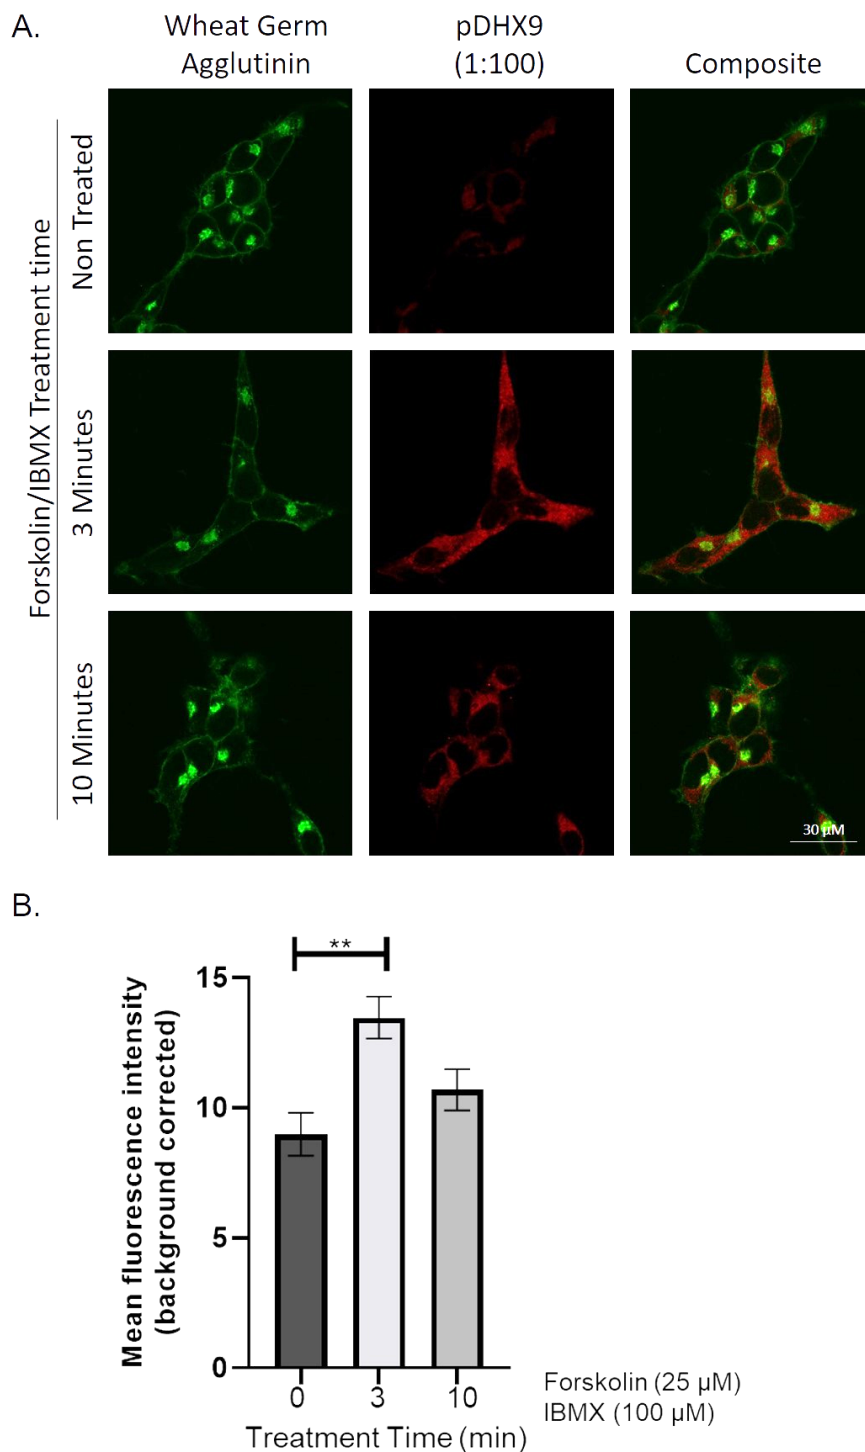 A.
Wheat Germ
Agglutinin
pDHX9
(1:100)
Composite
Forskolin/IBMX Treatment time
Non Treated
3 Minutes
10 Minutes
30 µM
B.
**
Mean fluorescence intensity
(background corrected)
15
10
5
0
0 3 10
Treatment Time (min)
Forskolin (25 µM)
IBMX (100 µM)